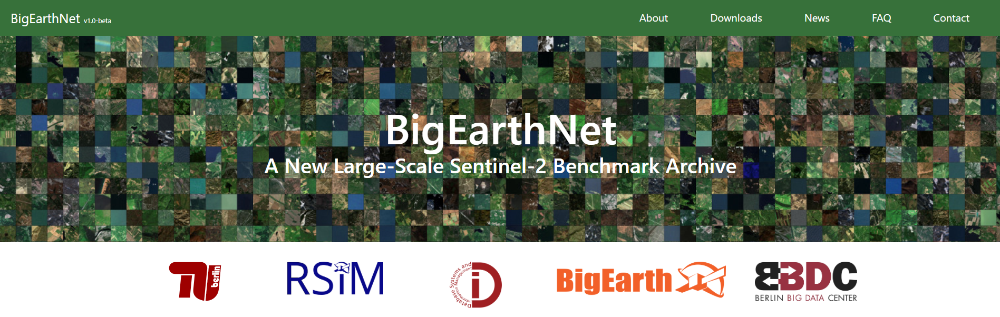 BigEarthNet v1.0-beta
About
Downloads
News
FAQ
Contact
BigEarthNet
A New Large-Scale Sentinel-2 Benchmark Archive
TU berlin
RSiM
Database Systems and
Information Management
D
BigEarth
BBDC
BERLIN BIG DATA CENTER